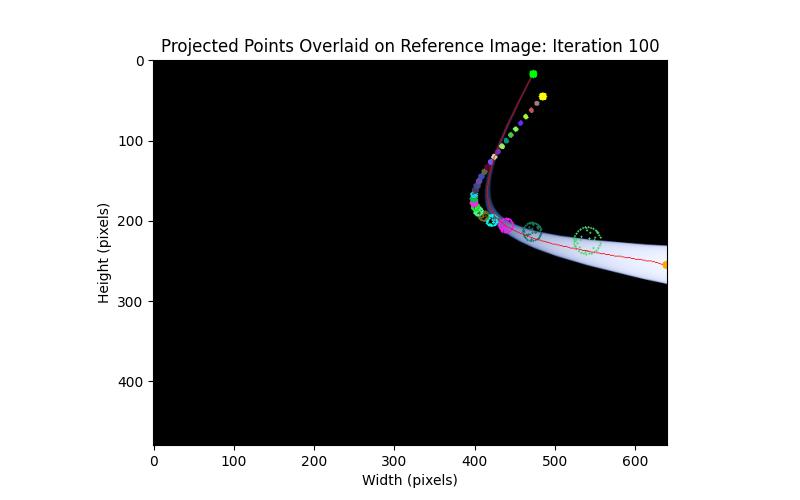 Projected Points Overlaid on Reference Image: Iteration 100
0
100
200
300
400
Height (pixels)
0 100 200 300 400 500 600
Width (pixels)